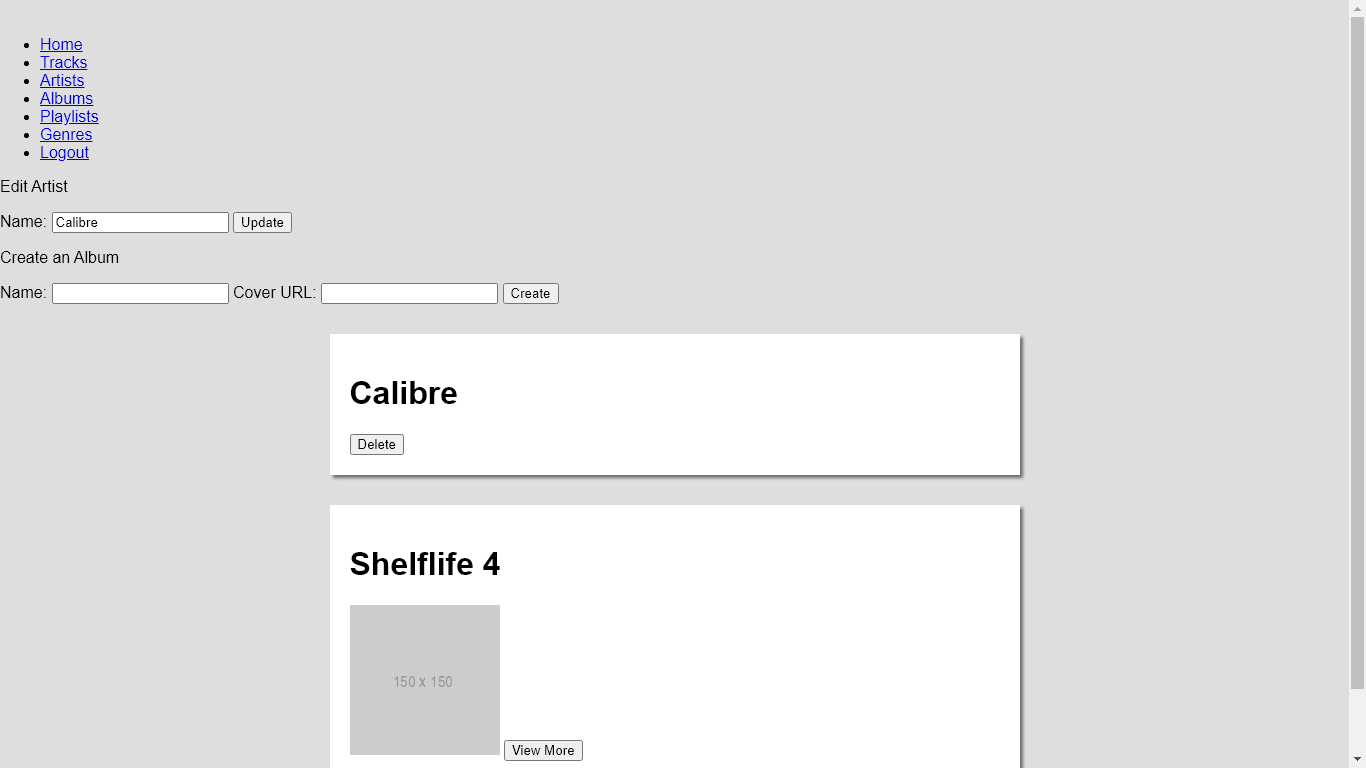 Home
Tracks
Artists
Albums
Playlists
Genres
Logout
Edit Artist
Name: Calibre Update
Create an Album
Name: Cover URL: Create
Calibre
Delete
Shelflife 4
150 x 150
View More